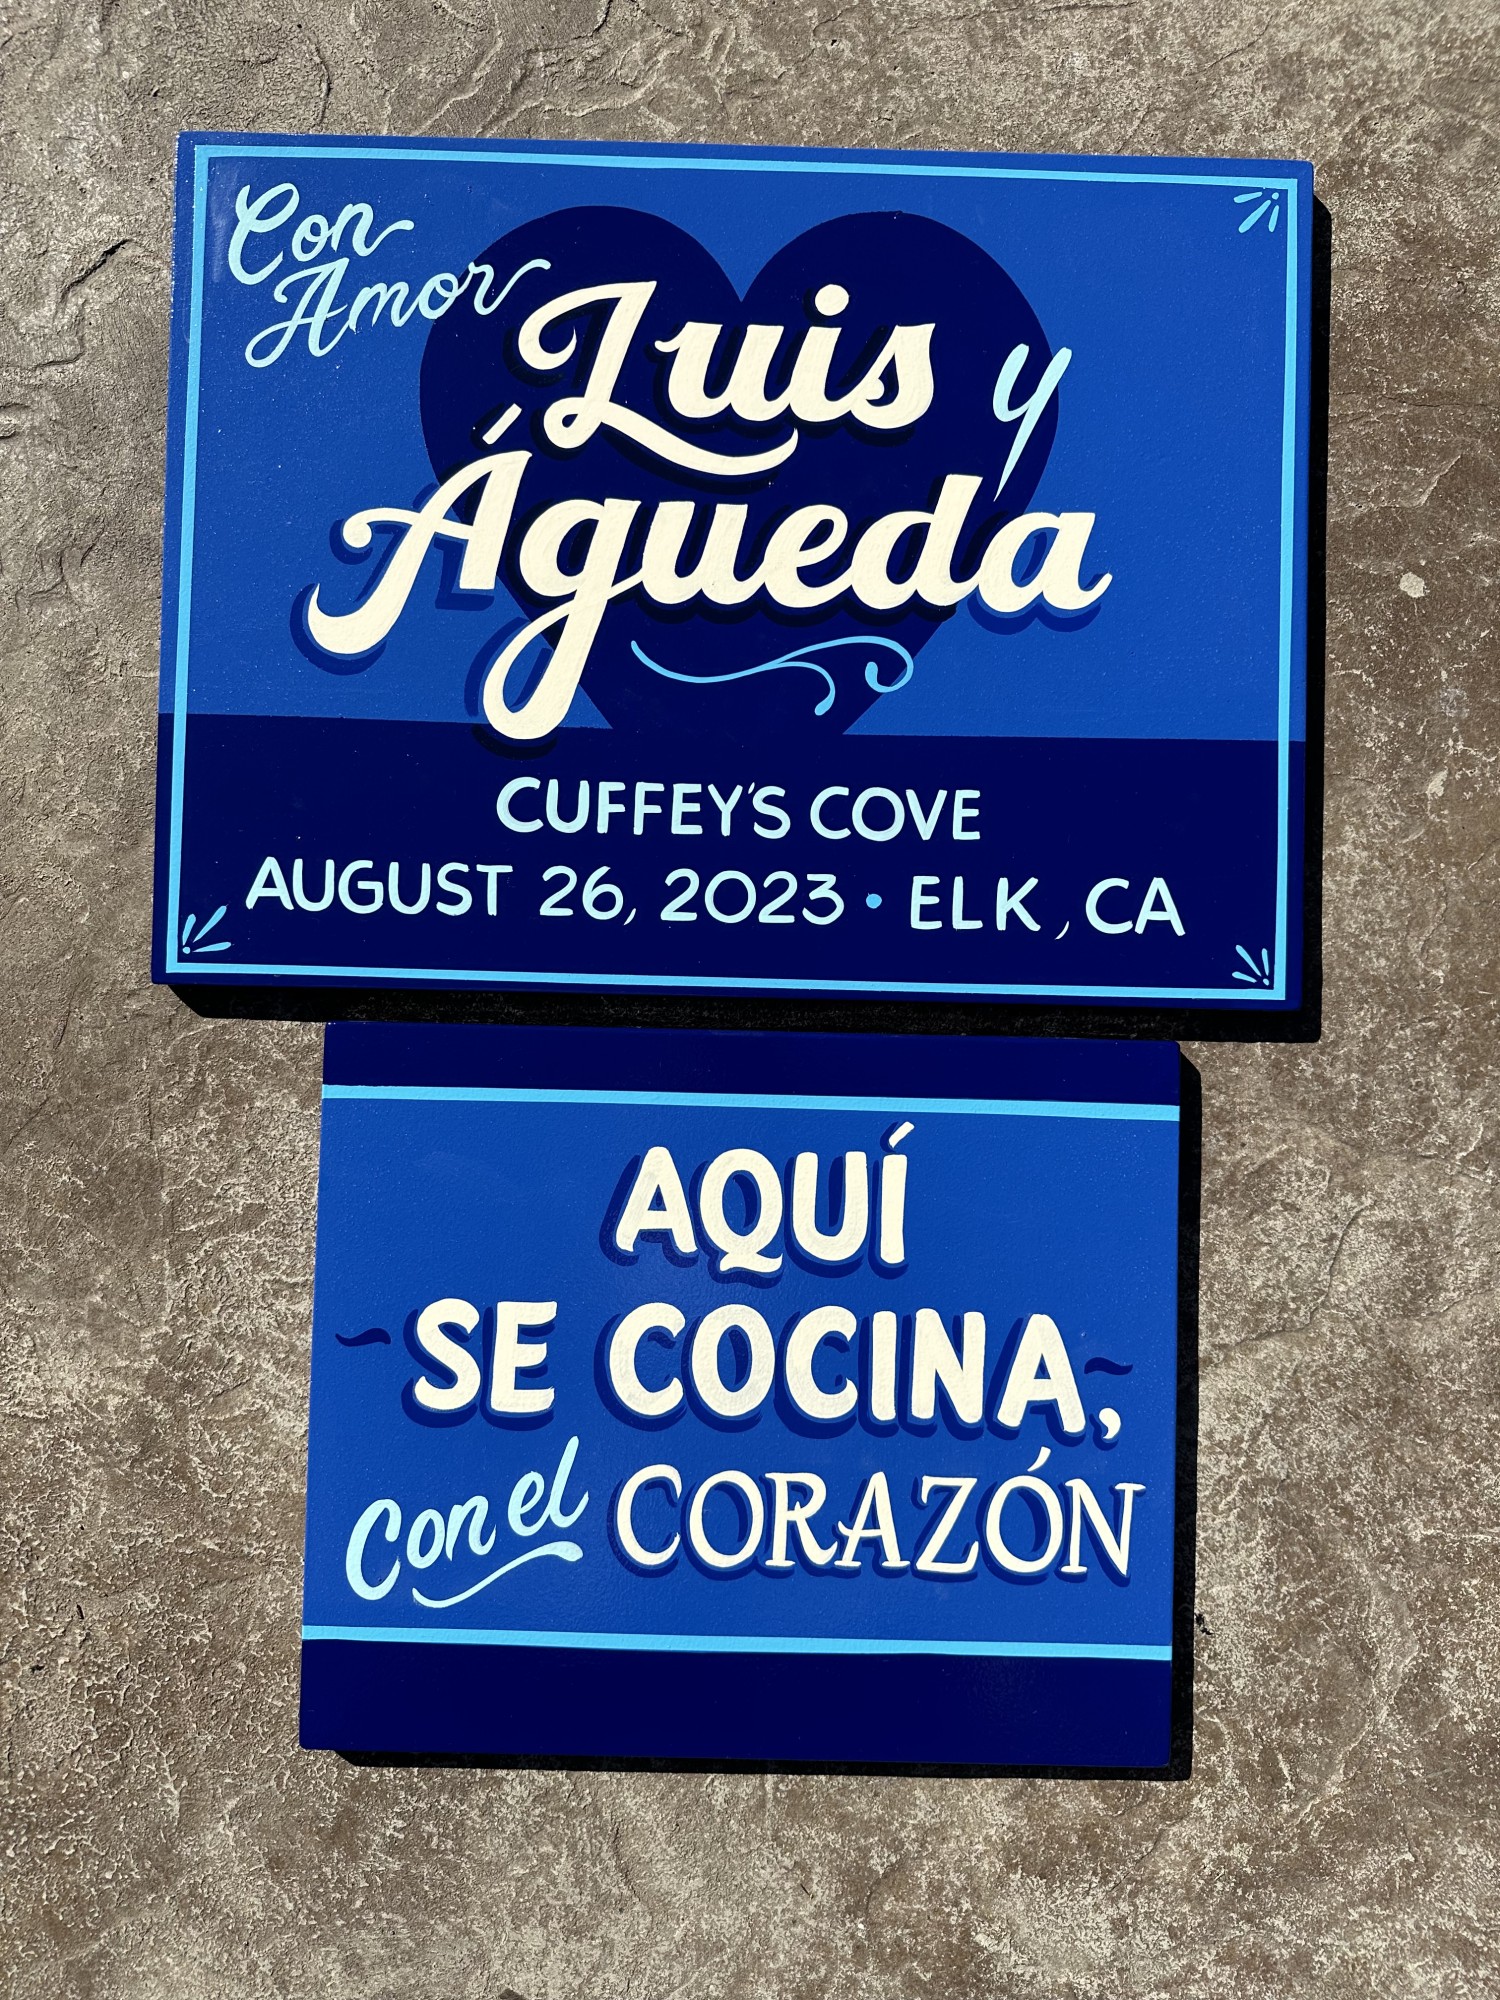 Con
Amor
Luis y
Águeda
CUFFEY'S COVE
AUGUST 26, 2023 • ELK, CA
AQUÍ
~ SE COCINA, ~
Con el CORAZÓN